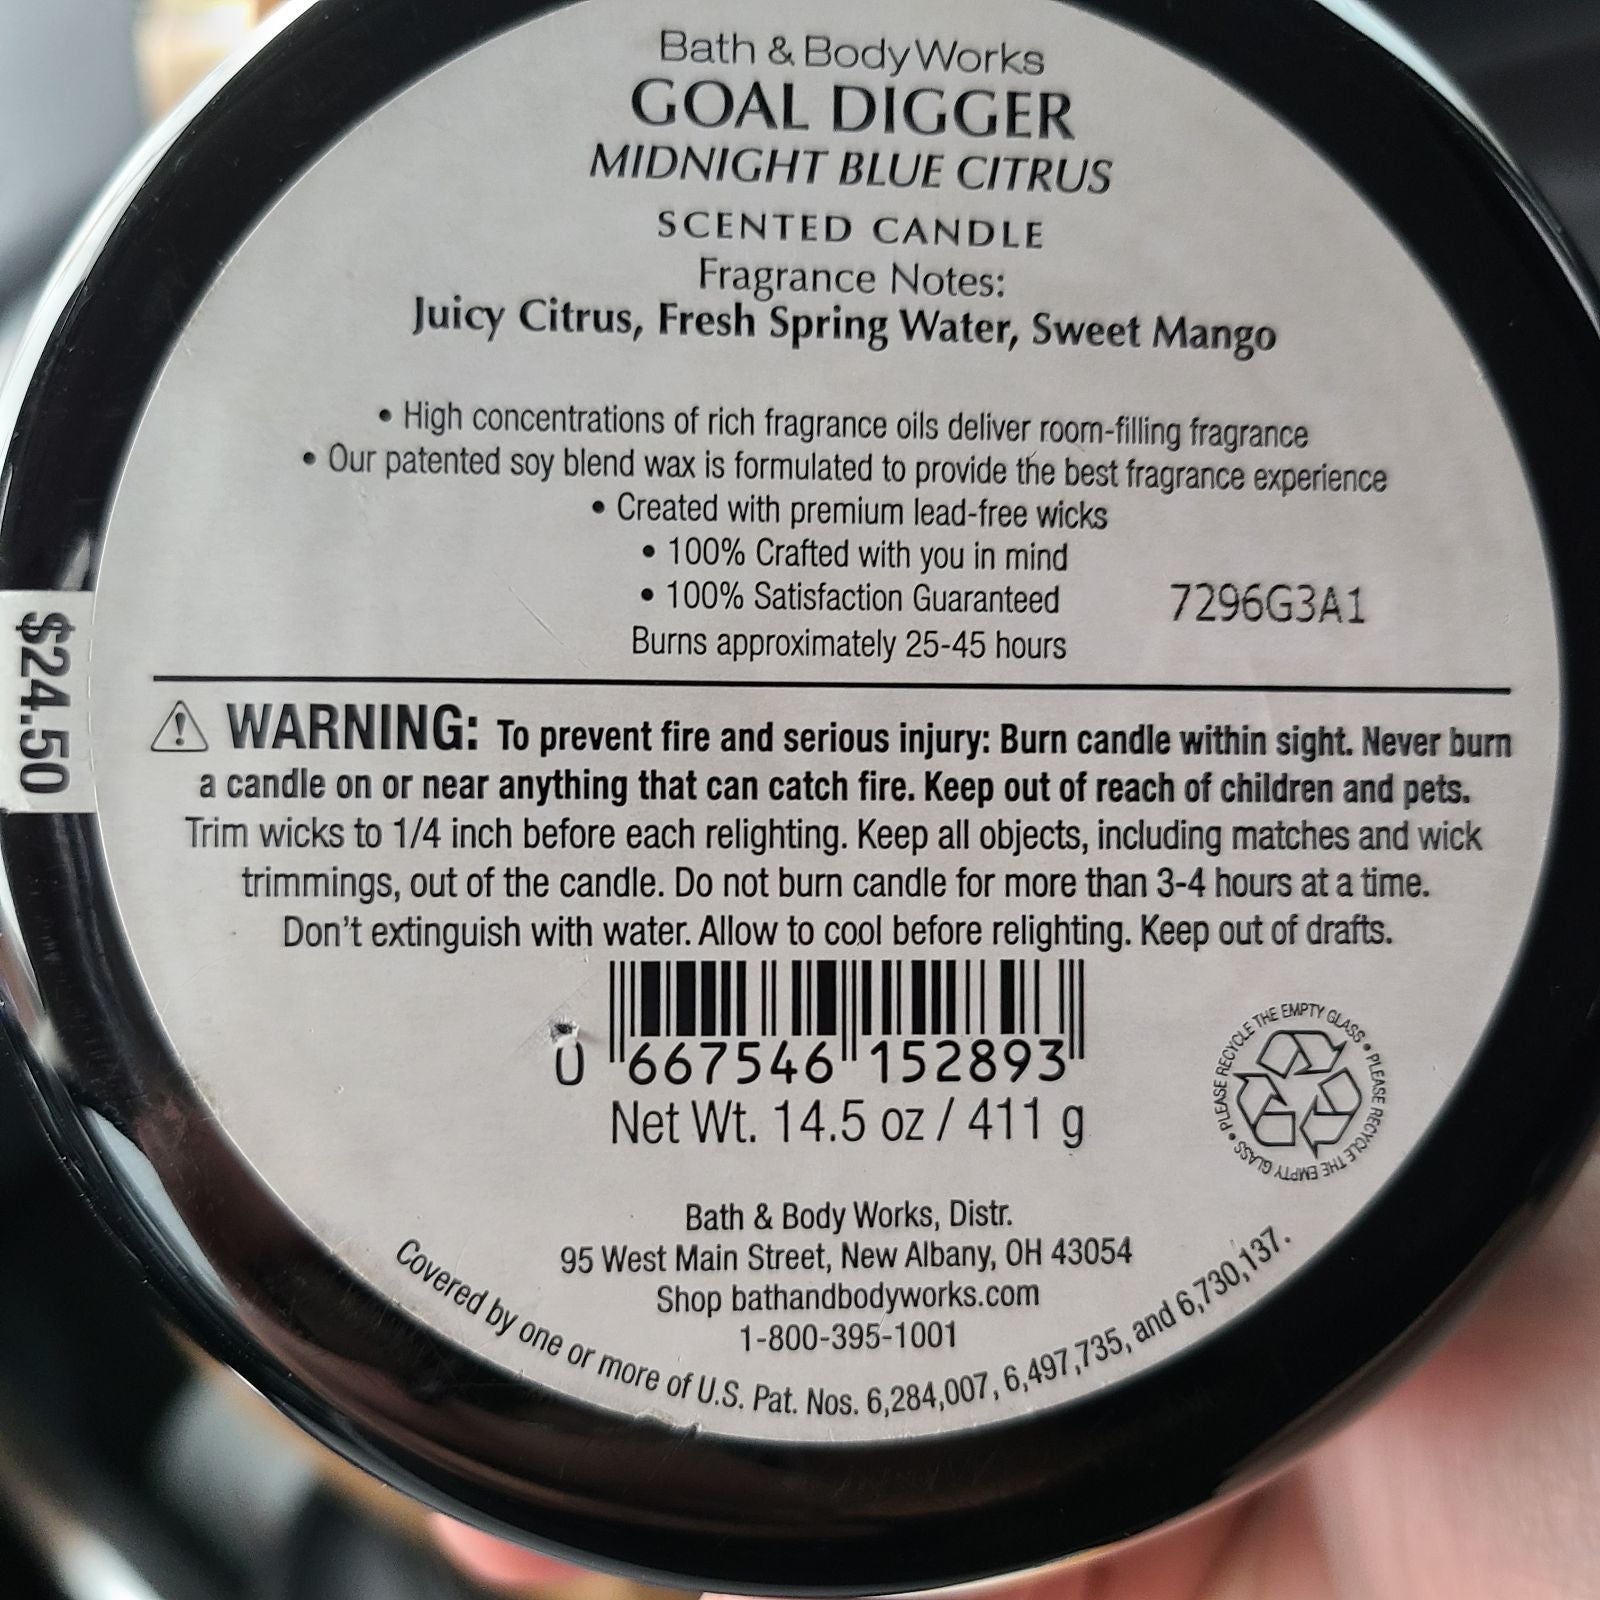 Bath & Body Works
GOAL DIGGER
MIDNIGHT BLUE CITRUS
SCENTED CANDLE
Fragrance Notes:
Juicy Citrus, Fresh Spring Water, Sweet Mango
• High concentrations of rich fragrance oils deliver room-filling fragrance
• Our patented soy blend wax is formulated to provide the best fragrance experience
• Created with premium lead-free wicks
• 100% Crafted with you in mind
• 100% Satisfaction Guaranteed
7296G3A1
Burns approximately 25-45 hours
$24.50
⚠ WARNING: To prevent fire and serious injury: Burn candle within sight. Never burn
a candle on or near anything that can catch fire. Keep out of reach of children and pets.
Trim wicks to 1/4 inch before each relighting. Keep all objects, including matches and wick
trimmings, out of the candle. Do not burn candle for more than 3-4 hours at a time.
Don't extinguish with water. Allow to cool before relighting. Keep out of drafts.
0 667546 152893
Net Wt. 14.5 oz / 411 g
• PLEASE RECYCLE THE EMPTY GLASS • PLEASE RECYCLE THE EMPTY GLASS
Bath & Body Works, Distr.
95 West Main Street, New Albany, OH 43054
Shop bathandbodyworks.com
1-800-395-1001
Covered by one or more of U.S. Pat. Nos. 6,284,007, 6,497,735, and 6,730,137.